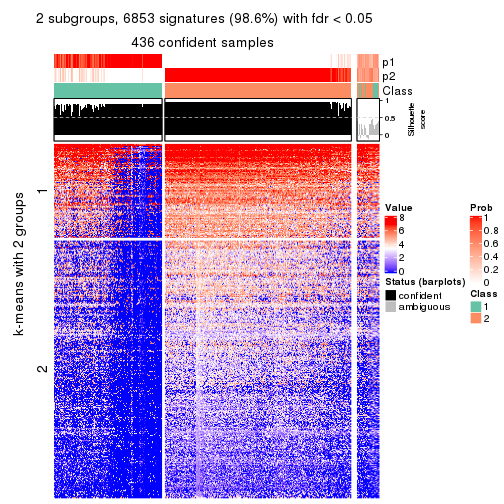 2 subgroups, 6853 signatures (98.6%) with fdr < 0.05
436 confident samples
p1
p2
Class
1
0.5
0
Silhouette
score
k-means with 2 groups
1
2
Value
8
6
4
2
0
Status (barplots)
confident
ambiguous
Prob
1
0.8
0.6
0.4
0.2
0
Class
1
2